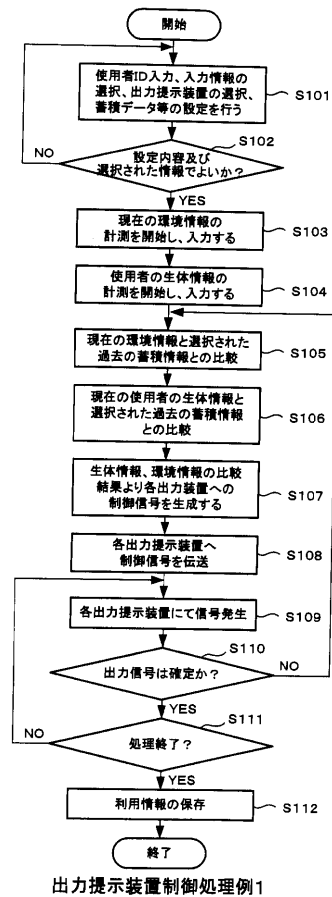 開始
使用者ID入力、入力情報の
選択、出力提示装置の選択、
蓄積データ等の設定を行う
S101
設定内容及び
選択された情報でよいか?
S102
NO
YES
現在の環境情報の
計測を開始し、入力する
S103
使用者の生体情報の
計測を開始し、入力する
S104
現在の環境情報と選択された
過去の蓄積情報との比較
S105
現在の使用者の生体情報と
選択された過去の蓄積情報
との比較
S106
生体情報、環境情報の比較
結果より各出力装置への
制御信号を生成する
S107
各出力提示装置へ
制御信号を伝送
S108
各出力提示装置にて信号発生
S109
出力信号は確定か?
S110
NO
YES
処理終了?
S111
NO
YES
利用情報の保存
S112
終了
出力提示装置制御処理例1